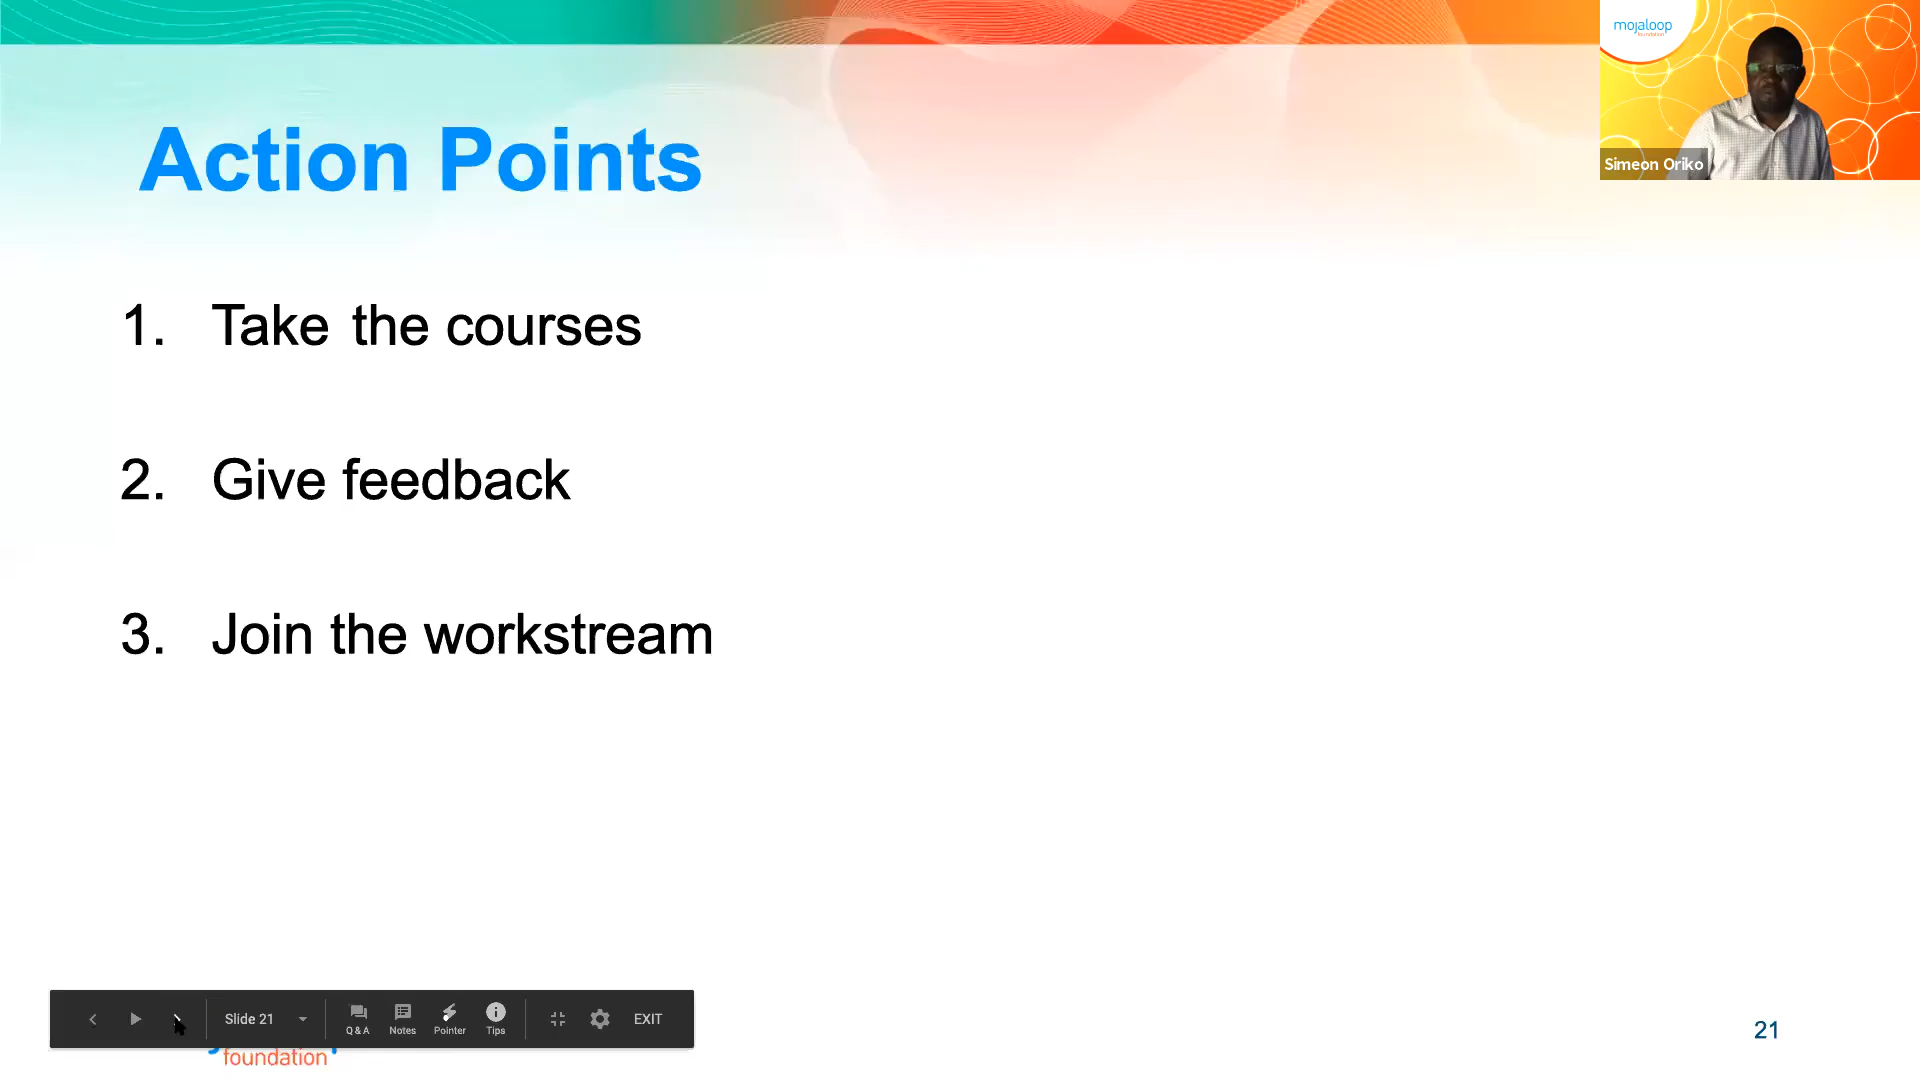 mojaloop
foundation
Simeon Oriko
Action Points
1. Take the courses
2. Give feedback
3. Join the workstream
Slide 21
Q & A
Notes
Pointer
Tips
EXIT
foundation
21